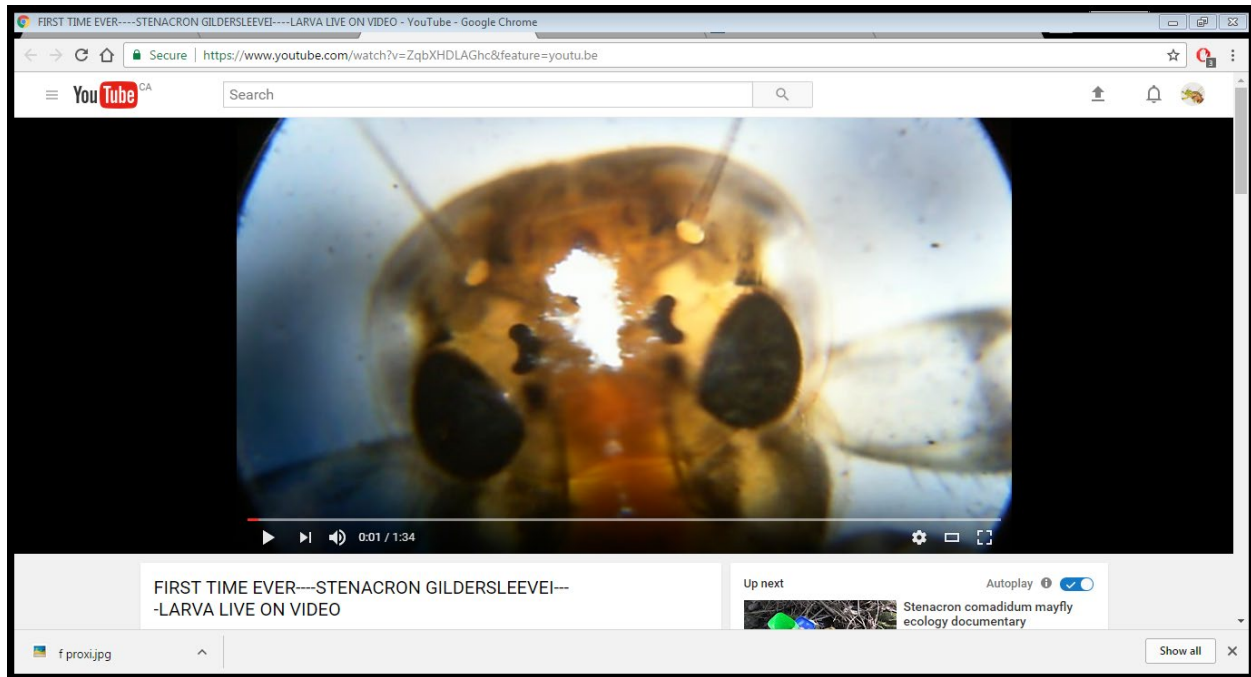 FIRST TIME EVER----STENACRON GILDERSLEEVEI----LARVA LIVE ON VIDEO - YouTube - Google Chrome
Secure | https://www.youtube.com/watch?v=ZqbXHDLAGhc&feature=youtu.be
3
YouTube CA
Search
0:01 / 1:34
FIRST TIME EVER----STENACRON GILDERSLEEVEI---
-LARVA LIVE ON VIDEO
Up next
Autoplay
Stenacron comadidum mayfly
ecology documentary
f proxi.jpg
Show all